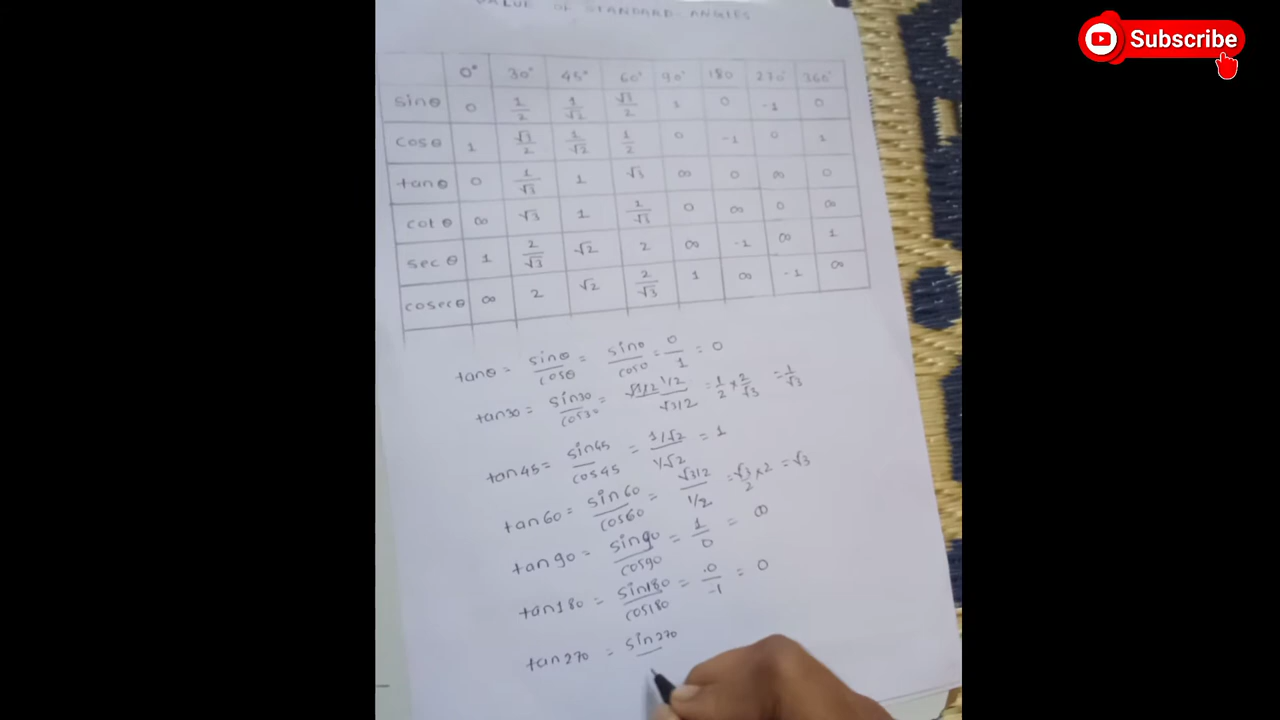 VALUE OF STANDARD ANGLES
0° 30° 45° 60° 90° 180 270° 360°
sinθ 0 1/2 1/√2 √3/2 1 0 -1 0
cosθ 1 √3/2 1/√2 1/2 0 -1 0 1
tanθ 0 1/√3 1 √3 ∞ 0 ∞ 0
cotθ ∞ √3 1 1/√3 0 ∞ 0 ∞
secθ 1 2/√3 √2 2 ∞ -1 ∞ 1
cosecθ ∞ 2 √2 2/√3 1 ∞ -1 ∞
tanθ = sinθ/cosθ = sin0/cos0 = 0/1 = 0
tan30 = sin30/cos30 = 1/2/√3/2 = 1/2 × 2/√3 = 1/√3
tan45 = sin45/cos45 = 1/√2/1/√2 = 1
tan60 = sin60/cos60 = √3/2/1/2 = √3/2 × 2 = √3
tan90 = sin90/cos90 = 1/0 = ∞
tan180 = sin180/cos180 = 0/-1 = 0
tan270 = sin270
Subscribe